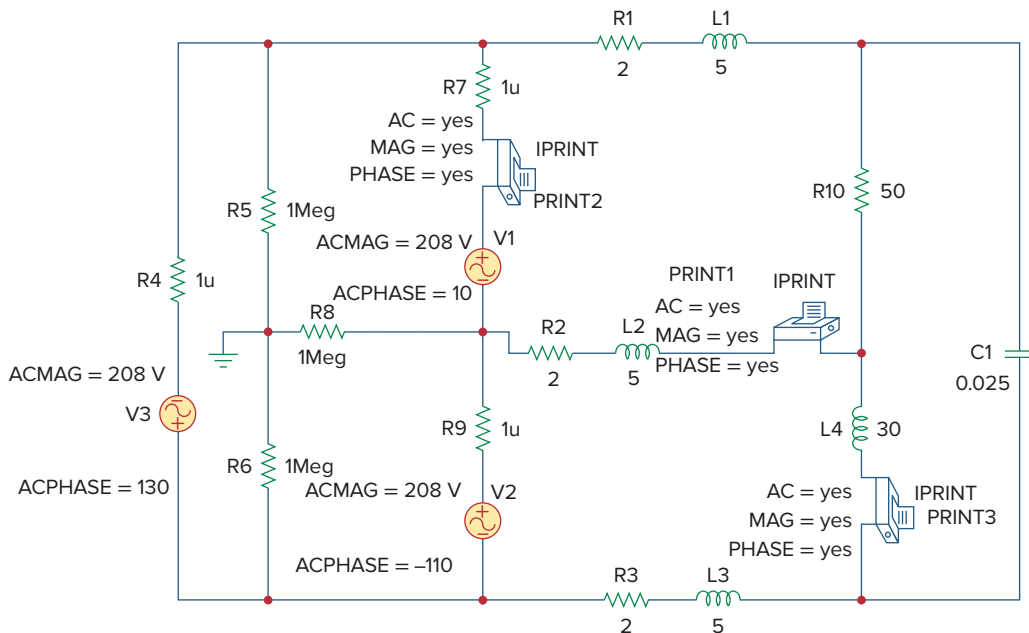 R1
L1
2
5
R7
1u
AC = yes
MAG = yes
PHASE = yes
IPRINT
PRINT2
R10
50
R5
1Meg
ACMAG = 208 V
V1
R4
1u
ACPHASE = 10
PRINT1
IPRINT
AC = yes
MAG = yes
PHASE = yes
R8
1Meg
R2
L2
2
5
C1
0.025
ACMAG = 208 V
V3
R9
1u
L4
30
R6
1Meg
ACPHASE = 130
ACMAG = 208 V
V2
AC = yes
MAG = yes
PHASE = yes
IPRINT
PRINT3
ACPHASE = –110
R3
L3
2
5